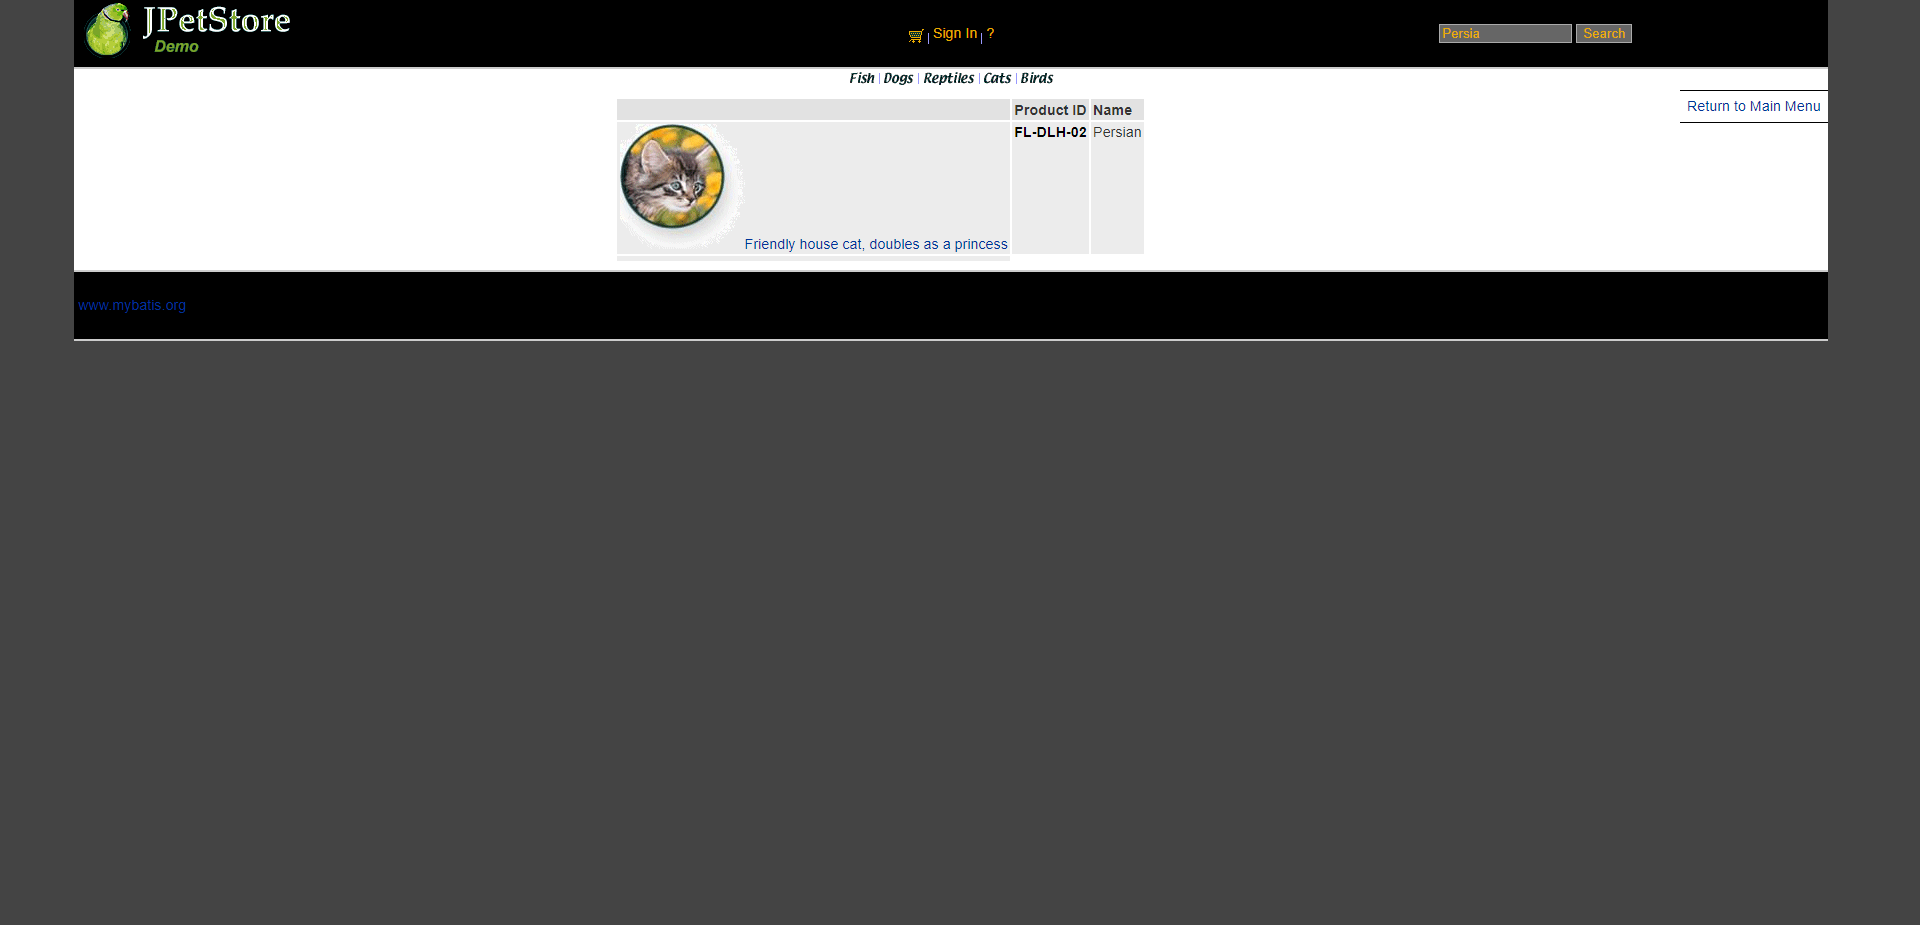 JPetStore
Demo
Sign In ?
Persia Search
Fish Dogs Reptiles Cats Birds
Return to Main Menu
Product ID Name
FL-DLH-02 Persian
Friendly house cat, doubles as a princess
www.mybatis.org